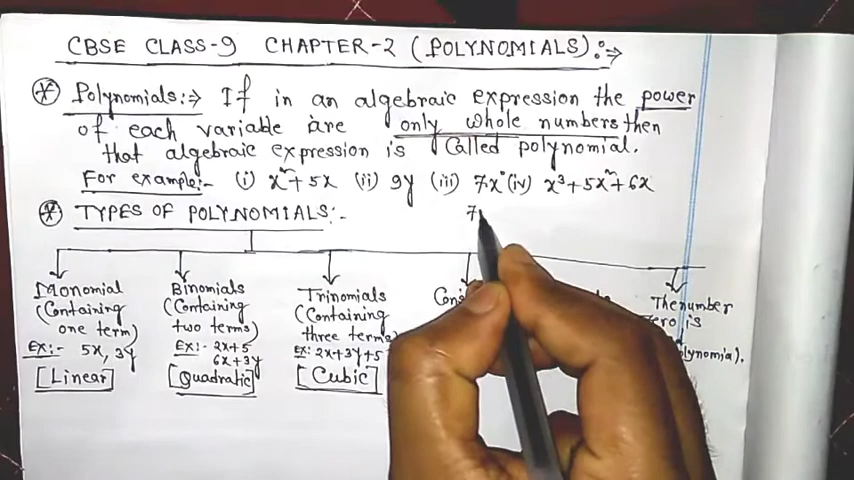 CBSE CLASS-9 CHAPTER-2 (POLYNOMIALS):⇒
Polynomials:⇒ If in an algebraic expression the power
of each variable are only whole numbers then
that algebraic expression is called polynomial.
For example:- (i) x²+5x (ii) 9y (iii) 7x⁰ (iv) x³+5x²+6x
TYPES OF POLYNOMIALS:-
7
Monomial
(Containing
one term)
EX:- 5x, 3y
[Linear]
Binomials
(Containing
two terms)
EX:- 2x+5
6x+3y
[Quadratic]
Trinomials
(Containing
three terms
EX: 2x+3y+5
[Cubic]
Con
The number
zero is
olynomia).